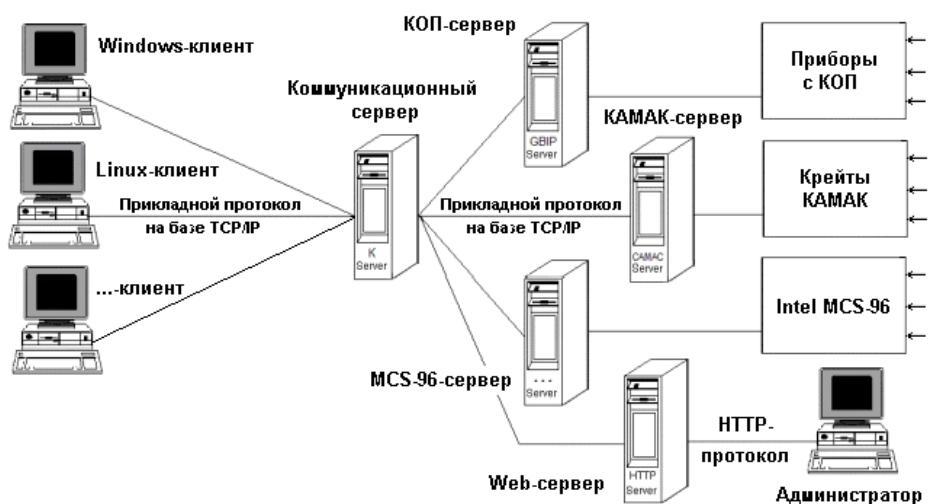 Windows-клиент
КОП-сервер
Приборы
с КОП
Коммуникационный
сервер
GBIP
Server
КАМАК-сервер
Linux-клиент
Прикладной протокол
на базе TCP/IP
K
Server
Прикладной протокол
на базе TCP/IP
CAMAC
Server
Крейты
КАМАК
...-клиент
MCS-96-сервер
...
Server
Intel MCS-96
Web-сервер
HTTP
Server
HTTP-
протокол
Администратор